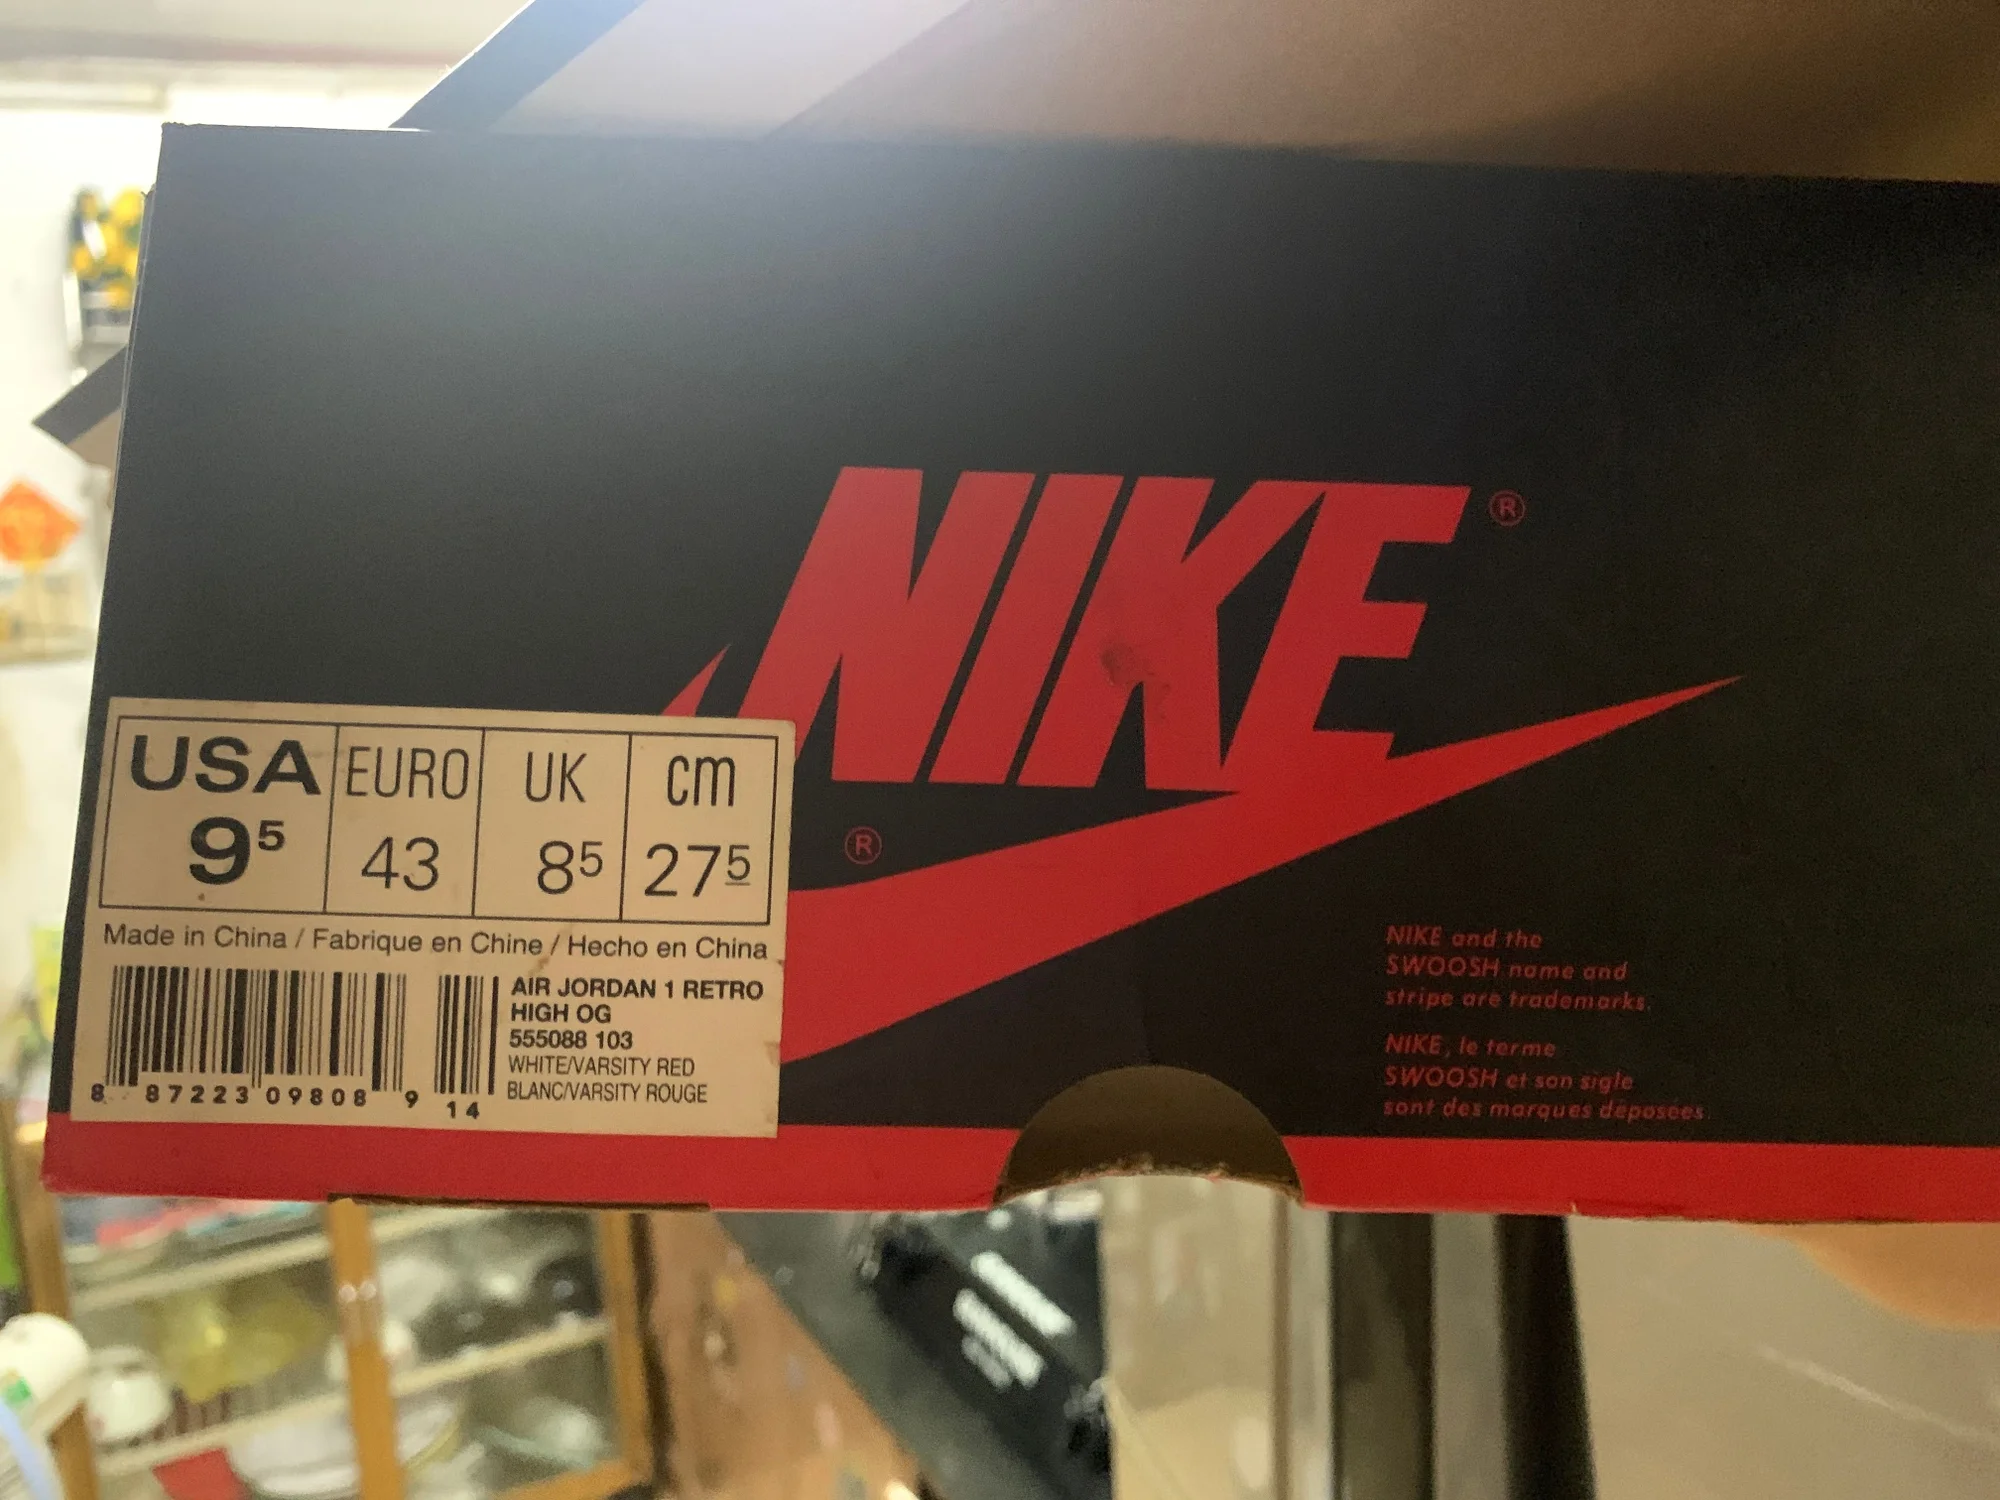 NIKE ®
®
USA EURO UK cm
9⁵ 43 8⁵ 27⁵
Made in China / Fabrique en Chine / Hecho en China
AIR JORDAN 1 RETRO
HIGH OG
555088 103
WHITE/VARSITY RED
BLANC/VARSITY ROUGE
8 87223 09808 9 14
NIKE and the
SWOOSH name and
stripe are trademarks.
NIKE, le terme
SWOOSH et son sigle
sont des marques déposées.